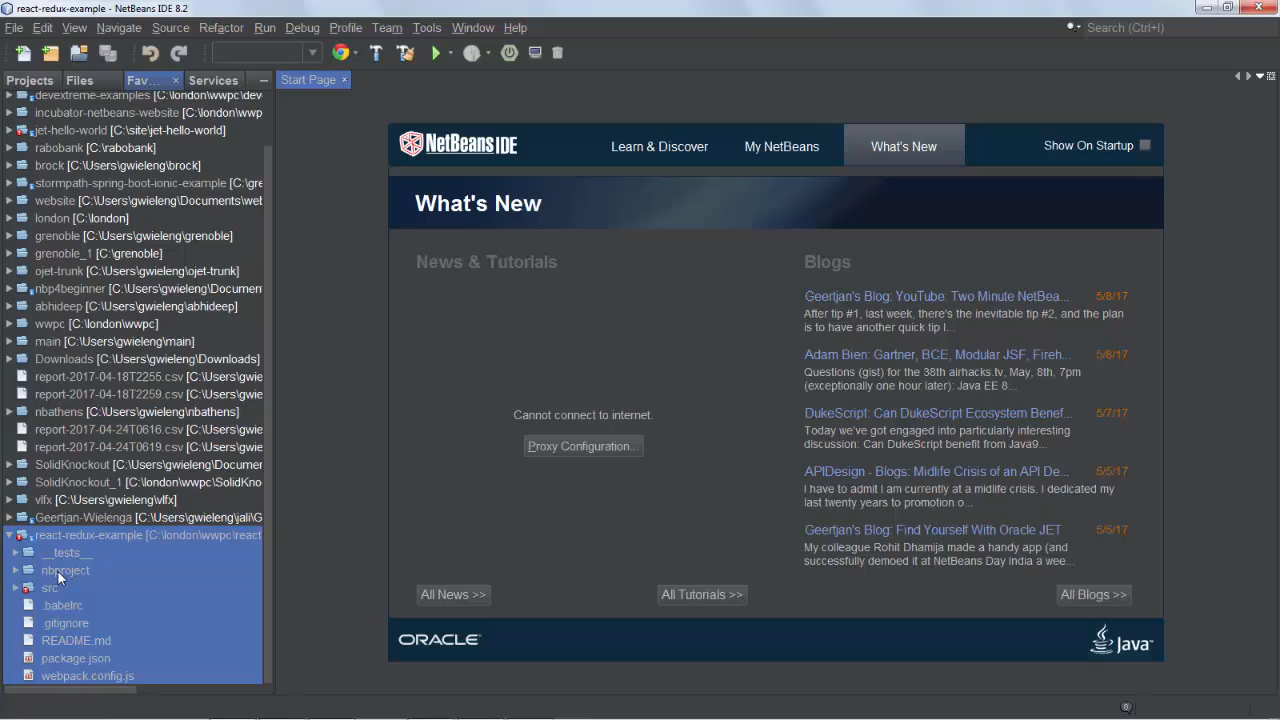 react-redux-example - NetBeans IDE 8.2
File Edit View Navigate Source Refactor Run Debug Profile Team Tools Window Help Search (Ctrl+I)
Projects Files Fav... × Services Start Page ×
devextreme-examples [C:\london\wwpc\dev
incubator-netbeans-website [C:\london\wwp
jet-hello-world [C:\site\jet-hello-world]
rabobank [C:\rabobank]
brock [C:\Users\gwieleng\brock]
stormpath-spring-boot-ionic-example [C:\gre
website [C:\Users\gwieleng\Documents\wet
london [C:\london]
grenoble [C:\Users\gwieleng\grenoble]
grenoble_1 [C:\grenoble]
ojet-trunk [C:\Users\gwieleng\ojet-trunk]
nbp4beginner [C:\Users\gwieleng\Documen
abhideep [C:\Users\gwieleng\abhideep]
wwpc [C:\london\wwpc]
main [C:\Users\gwieleng\main]
Downloads [C:\Users\gwieleng\Downloads]
report-2017-04-18T2255.csv [C:\Users\gwie
report-2017-04-18T2259.csv [C:\Users\gwie
nbathens [C:\Users\gwieleng\nbathens]
report-2017-04-24T0616.csv [C:\Users\gwie
report-2017-04-24T0619.csv [C:\Users\gwie
SolidKnockout [C:\Users\gwieleng\Documer
SolidKnockout_1 [C:\london\wwpc\SolidKno
vlfx [C:\Users\gwieleng\vlfx]
Geertjan-Wielenga [C:\Users\gwieleng\jali\G
react-redux-example [C:\london\wwpc\react
__tests__
nbproject
src
.babelrc
.gitignore
README.md
package.json
webpack.config.js
NetBeans IDE
Learn & Discover My NetBeans What's New Show On Startup
What's New
News & Tutorials
Cannot connect to internet.
Proxy Configuration...
Blogs
Geertjan's Blog: YouTube: Two Minute NetBea... 5/8/17
After tip #1, last week, there's the inevitable tip #2, and the plan
is to have another quick tip l...
Adam Bien: Gartner, BCE, Modular JSF, Fireh... 5/8/17
Questions (gist) for the 38th airhacks.tv, May, 8th, 7pm
(exceptionally one hour later): Java EE 8...
DukeScript: Can DukeScript Ecosystem Benef... 5/7/17
Today we've got engaged into particularly interesting
discussion: Can DukeScript benefit from Java9...
APIDesign - Blogs: Midlife Crisis of an API De... 5/5/17
I have to admit I am currently at a midlife crisis. I dedicated my
last twenty years to promotion o...
Geertjan's Blog: Find Yourself With Oracle JET 5/5/17
My colleague Rohit Dhamija made a handy app (and
successfully demoed it at NetBeans Day India a wee...
All News >> All Tutorials >> All Blogs >>
ORACLE Java